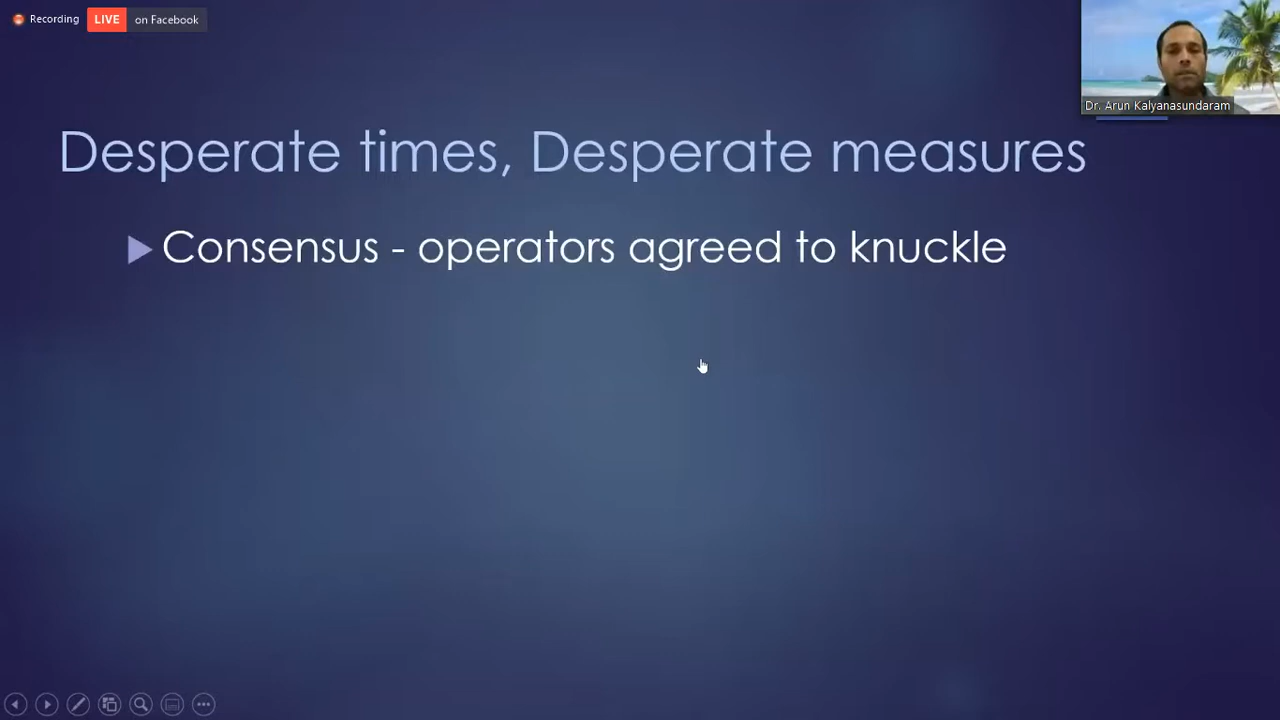 Recording
LIVE on Facebook
Dr. Arun Kalyanasundaram
Desperate times, Desperate measures
Consensus - operators agreed to knuckle